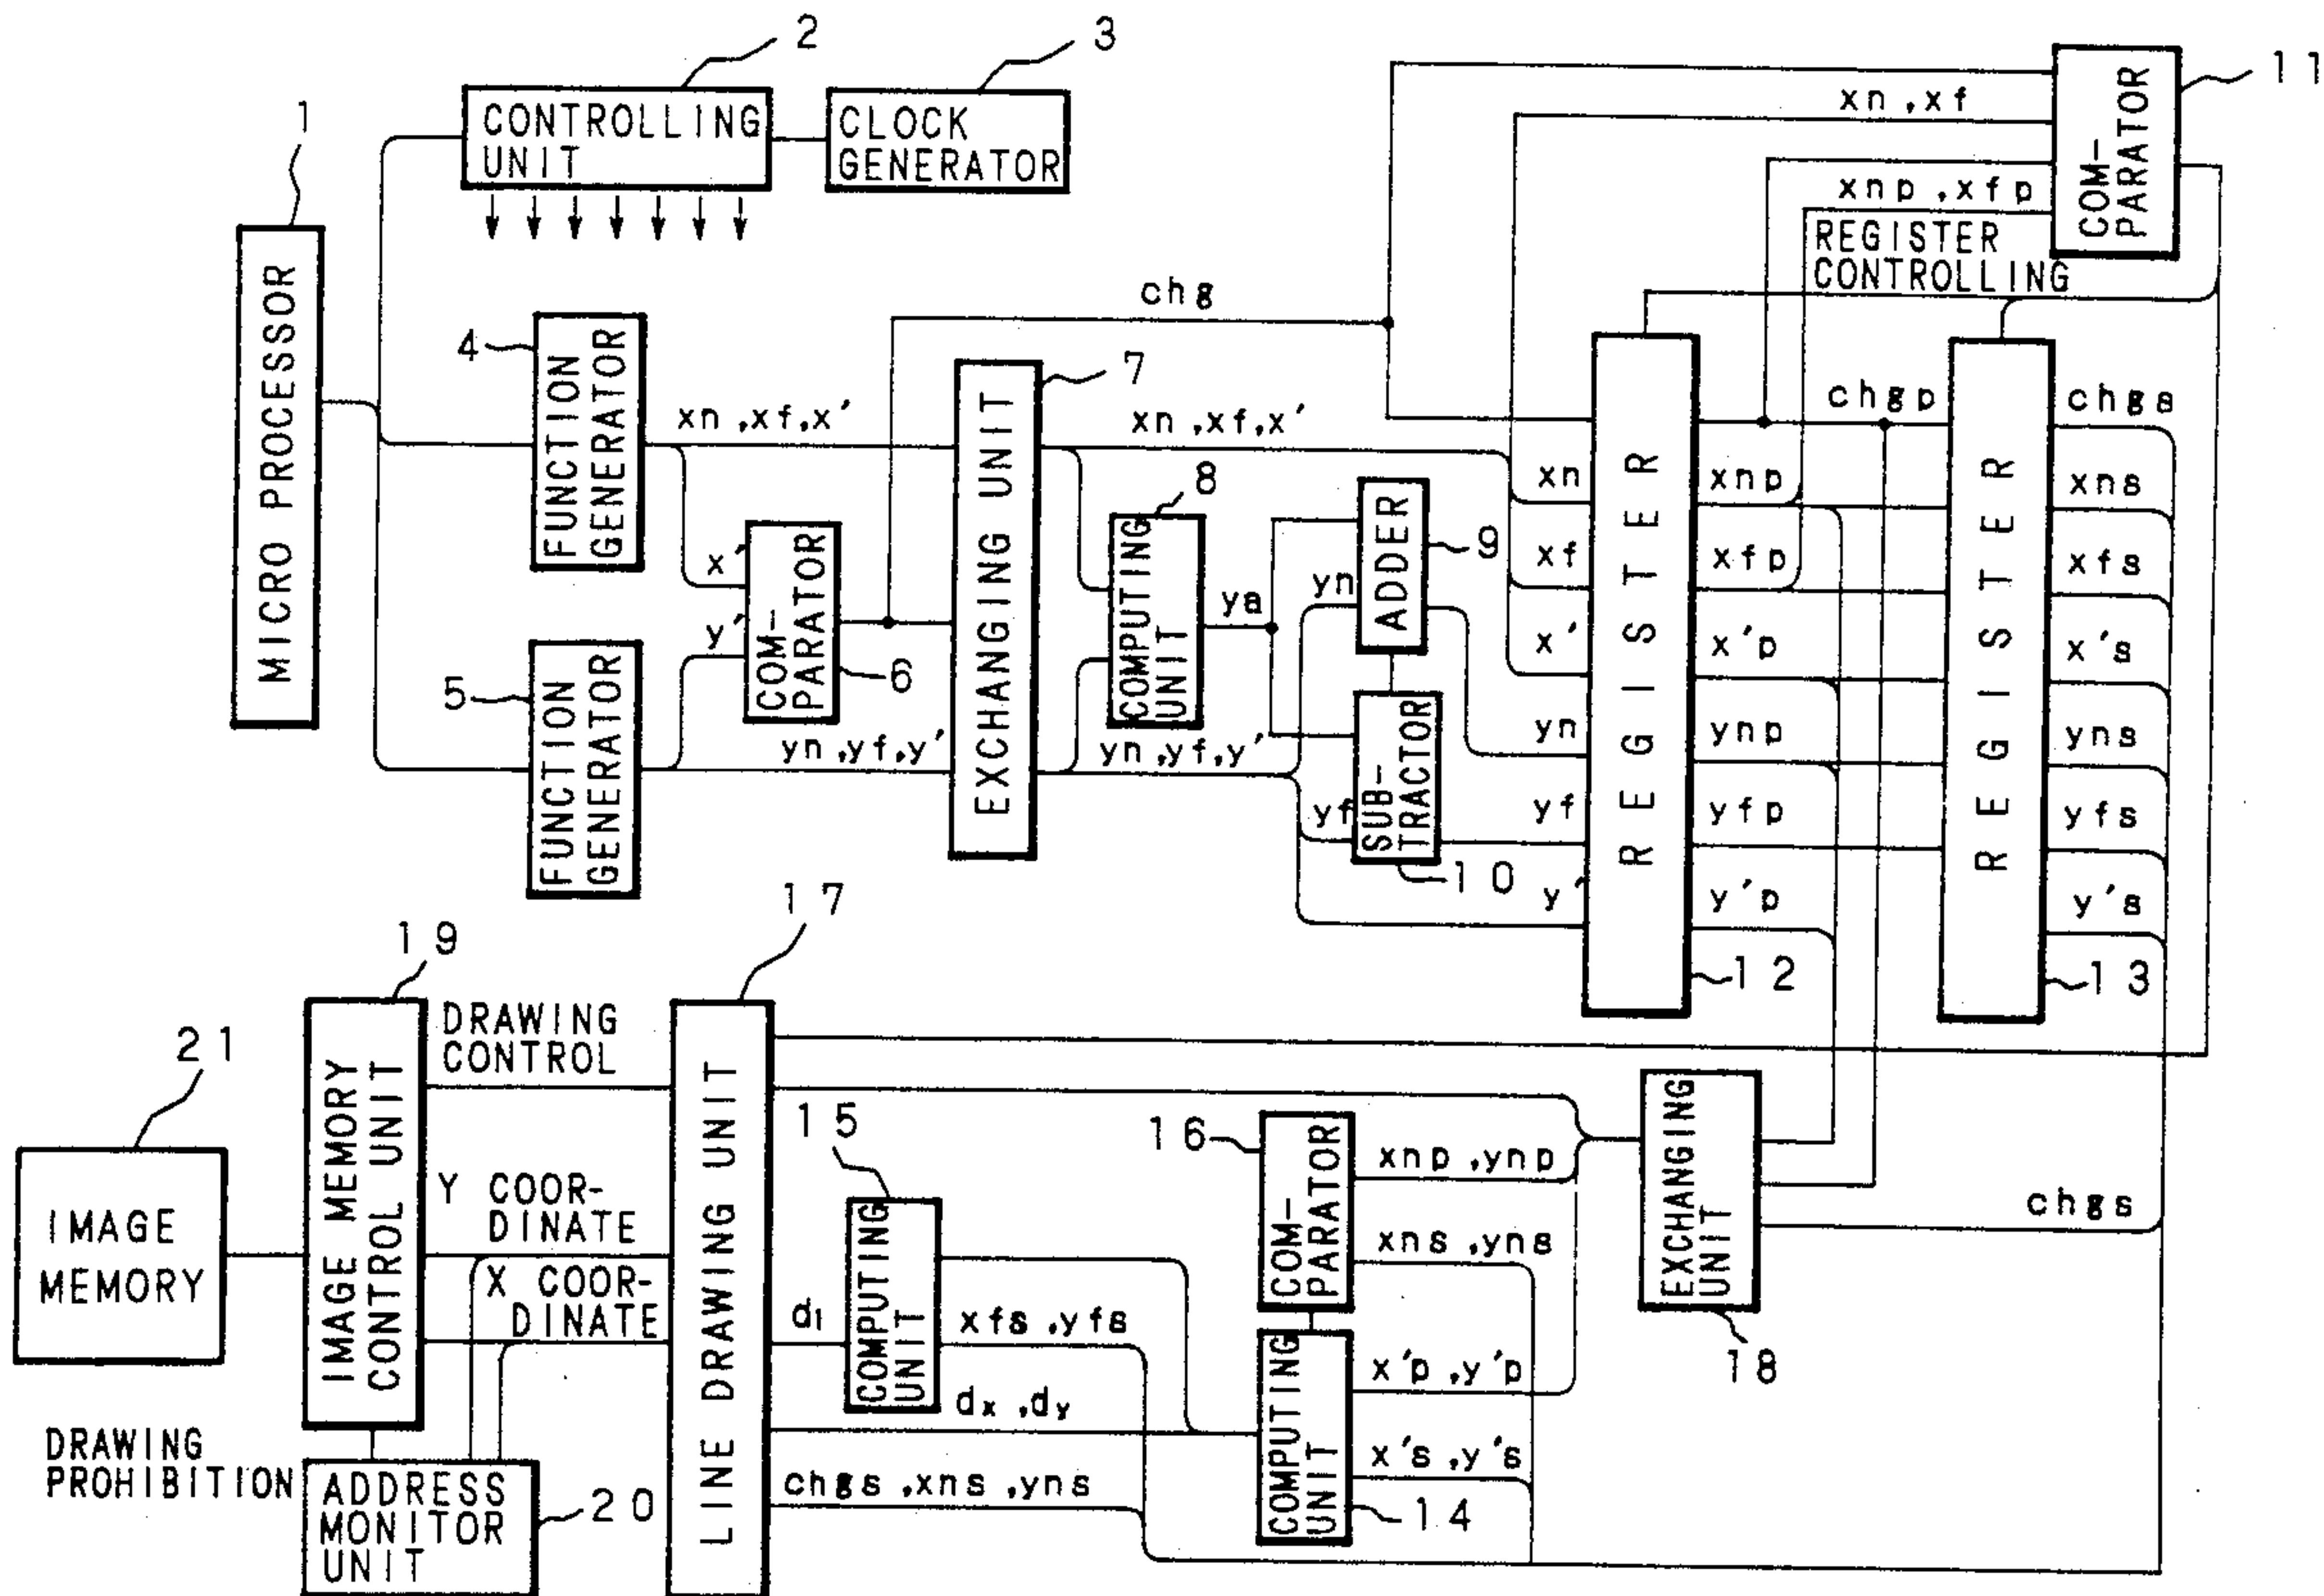 2
3
CONTROLLING
UNIT
CLOCK
GENERATOR
11
COM-
PARATOR
xn ,xf
xnp ,xfp
REGISTER
CONTROLLING
1
MICRO PROCESSOR
4
FUNCTION
GENERATOR
5
FUNCTION
GENERATOR
xn ,xf,x'
x'
y'
COM-
PARATOR
6
yn ,yf,y'
chg
7
EXCHANGING UNIT
xn ,xf,x'
yn ,yf,y'
8
COMPUTING
UNIT
ya
yn
ADDER
9
yf
SUB-
TRACTOR
10
xn
xf
x'
yn
yf
y'
REGISTER
12
chgp
xnp
xfp
x'p
ynp
yfp
y'p
REGISTER
13
chgs
xns
xfs
x's
yns
yfs
y's
21
IMAGE
MEMORY
19
IMAGE MEMORY
CONTROL UNIT
DRAWING
CONTROL
Y COOR-
DINATE
X COOR-
DINATE
DRAWING
PROHIBITION
ADDRESS
MONITOR
UNIT
20
17
LINE DRAWING UNIT
15
COMPUTING
UNIT
dl
xfs ,yfs
dx ,dy
chgs ,xns ,yns
16
COM-
PARATOR
xnp ,ynp
xns ,yns
COMPUTING
UNIT
14
x'p ,y'p
x's ,y's
EXCHANGING
UNIT
18
chgs